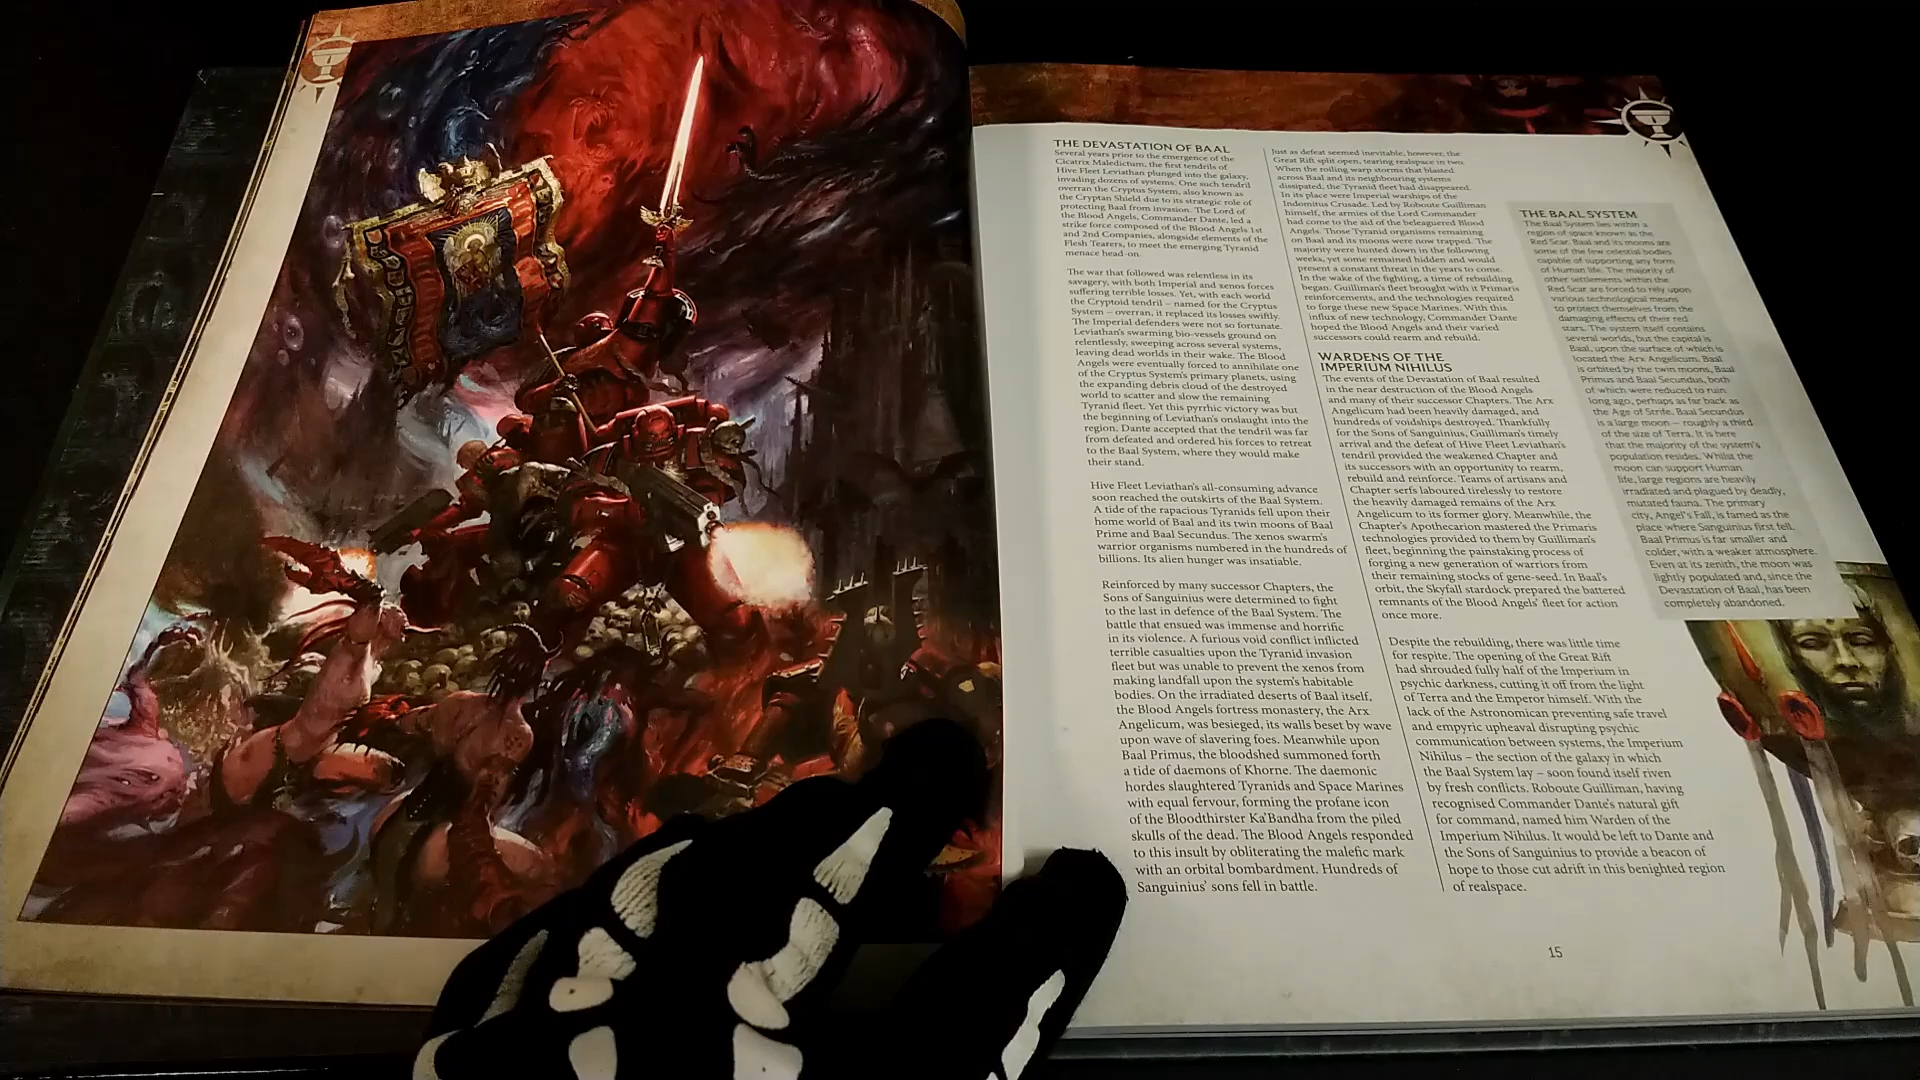 THE DEVASTATION OF BAAL
Several years prior to the emergence of the
Cicatrix Maledictum, the first tendrils of
Hive Fleet Leviathan plunged into the galaxy,
invading dozens of systems. One such tendril
overran the Cryptus System, also known as
the Cryptan Shield due to its strategic role of
protecting Baal from invasion. The Lord of
the Blood Angels, Commander Dante, led a
strike force composed of the Blood Angels 1st
and 2nd Companies, alongside elements of the
Flesh Tearers, to meet the emerging Tyranid
menace head-on.
The war that followed was relentless in its
savagery, with both Imperial and xenos forces
suffering terrible losses. Yet, with each world
the Cryptoid tendril – named for the Cryptus
System – overran, it replaced its losses swiftly.
The Imperial defenders were not so fortunate.
Leviathan's swarming bio-vessels ground on
relentlessly, sweeping across several systems,
leaving dead worlds in their wake. The Blood
Angels were eventually forced to annihilate one
of the Cryptus System's primary planets, using
the expanding debris cloud of the destroyed
world to scatter and slow the remaining
Tyranid fleet. Yet this pyrrhic victory was but
the beginning of Leviathan's onslaught into the
region. Dante accepted that the tendril was far
from defeated and ordered his forces to retreat
to the Baal System, where they would make
their stand.
Hive Fleet Leviathan's all-consuming advance
soon reached the outskirts of the Baal System.
A tide of the rapacious Tyranids fell upon their
home world of Baal and its twin moons of Baal
Prime and Baal Secundus. The xenos swarm's
warrior organisms numbered in the hundreds of
billions. Its alien hunger was insatiable.
Reinforced by many successor Chapters, the
Sons of Sanguinius were determined to fight
to the last in defence of the Baal System. The
battle that ensued was immense and horrific
in its violence. A furious void conflict inflicted
terrible casualties upon the Tyranid invasion
fleet but was unable to prevent the xenos from
making landfall upon the system's habitable
bodies. On the irradiated deserts of Baal itself,
the Blood Angels fortress monastery, the Arx
Angelicum, was besieged, its walls beset by wave
upon wave of slavering foes. Meanwhile upon
Baal Primus, the bloodshed summoned forth
a tide of daemons of Khorne. The daemonic
hordes slaughtered Tyranids and Space Marines
with equal fervour, forming the profane icon
of the Bloodthirster Ka'Bandha from the piled
skulls of the dead. The Blood Angels responded
to this insult by obliterating the malefic mark
with an orbital bombardment. Hundreds of
Sanguinius' sons fell in battle.
Just as defeat seemed inevitable, however, the
Great Rift split open, tearing realspace in two.
When the roiling warp storms that blasted
across Baal and its neighbouring systems
dissipated, the Tyranid fleet had disappeared.
In its place were Imperial warships of the
Indomitus Crusade. Led by Roboute Guilliman
himself, the armies of the Lord Commander
had come to the aid of the beleaguered Blood
Angels. Those Tyranid organisms remaining
on Baal and its moons were now trapped. The
majority were hunted down in the following
weeks, yet some remained hidden and would
present a constant threat in the years to come.
In the wake of the fighting, a time of rebuilding
began. Guilliman's fleet brought with it Primaris
reinforcements, and the technologies required
to forge these new Space Marines. With this
influx of new technology, Commander Dante
hoped the Blood Angels and their varied
successors could rearm and rebuild.
WARDENS OF THE
IMPERIUM NIHILUS
The events of the Devastation of Baal resulted
in the near destruction of the Blood Angels
and many of their successor Chapters. The Arx
Angelicum had been heavily damaged, and
hundreds of voidships destroyed. Thankfully
for the Sons of Sanguinius, Guilliman's timely
arrival and the defeat of Hive Fleet Leviathan's
tendril provided the weakened Chapter and
its successors with an opportunity to rearm,
rebuild and reinforce. Teams of artisans and
Chapter serfs laboured tirelessly to restore
the heavily damaged remains of the Arx
Angelicum to its former glory. Meanwhile, the
Chapter's Apothecarion mastered the Primaris
technologies provided to them by Guilliman's
fleet, beginning the painstaking process of
forging a new generation of warriors from
their remaining stocks of gene-seed. In Baal's
orbit, the Skyfall stardock prepared the battered
remnants of the Blood Angels' fleet for action
once more.
Despite the rebuilding, there was little time
for respite. The opening of the Great Rift
had shrouded fully half of the Imperium in
psychic darkness, cutting it off from the light
of Terra and the Emperor himself. With the
lack of the Astronomican preventing safe travel
and empyric upheaval disrupting psychic
communication between systems, the Imperium
Nihilus – the section of the galaxy in which
the Baal System lay – soon found itself riven
by fresh conflicts. Roboute Guilliman, having
recognised Commander Dante's natural gift
for command, named him Warden of the
Imperium Nihilus. It would be left to Dante and
the Sons of Sanguinius to provide a beacon of
hope to those cut adrift in this benighted region
of realspace.
THE BAAL SYSTEM
The Baal System lies within a
region of space known as the
Red Scar. Baal and its moons are
some of the few celestial bodies
capable of supporting any form
of Human life. The majority of
other settlements within the
Red Scar are forced to rely upon
various technological means
to protect themselves from the
damaging effects of their red
stars. The system itself contains
several worlds, but the capital is
Baal, upon the surface of which is
located the Arx Angelicum. Baal
is orbited by the twin moons, Baal
Primus and Baal Secundus, both
of which were reduced to ruin
long ago, perhaps as far back as
the Age of Strife. Baal Secundus
is a large moon – roughly a third
of the size of Terra. It is here
that the majority of the system's
population resides. Whilst the
moon can support Human
life, large regions are heavily
irradiated and plagued by deadly,
mutated fauna. The primary
city, Angel's Fall, is famed as the
place where Sanguinius first fell.
Baal Primus is far smaller and
colder, with a weaker atmosphere.
Even at its zenith, the moon was
lightly populated and, since the
Devastation of Baal, has been
completely abandoned.
15